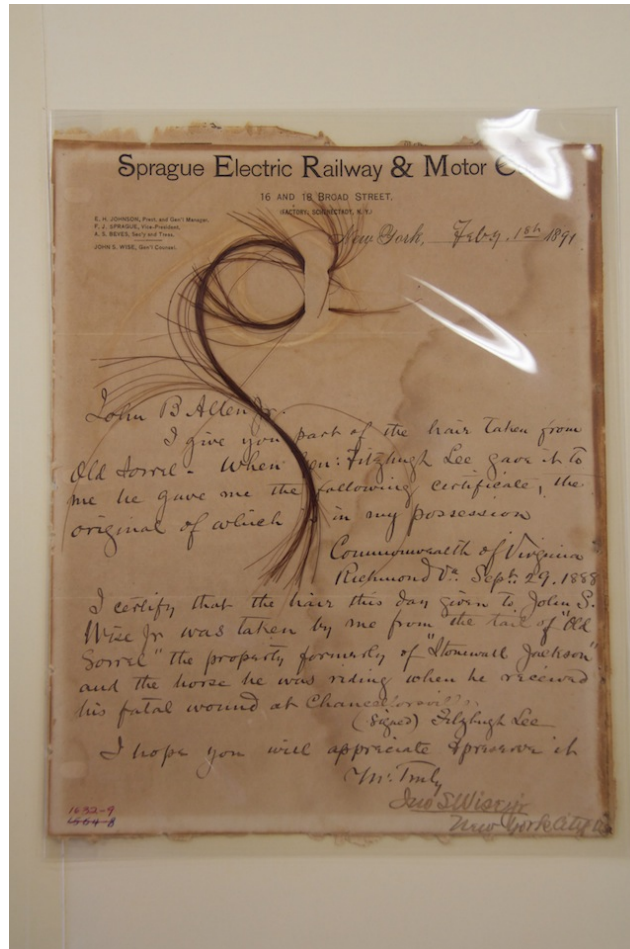 Sprague Electric Railway & Motor
16 AND 18 BROAD STREET.
(FACTORY, SCHENECTADY, N. Y.)
E. H. JOHNSON, Prest. and Gen'l Manager.
F. J. SPRAGUE, Vice-President.
A. S. BEVES, Sec'y and Treas.
JOHN S. WISE, Gen'l Counsel.
New York, Feby. 1st 1891
John B Allen Jr.
I give you part of the hair taken from
Old Sorrel - When Gen: Fitzhugh Lee gave it to
me he gave me the following certificate, the
original of which is in my possession
Commonwealth of Virginia
Richmond Va. Sept. 29. 1888
I certify that the hair this day given to John S.
Wise Jr was taken by me from the tail of "Old
Sorrel" the property formerly of "Stonewall Jackson"
and the horse he was riding when he received
his fatal wound at Chancellorsville.
(Signed) Fitzhugh Lee
I hope you will appreciate & preserve it
Yrs. Truly
Jno S Wise Jr
New York City
1632-9